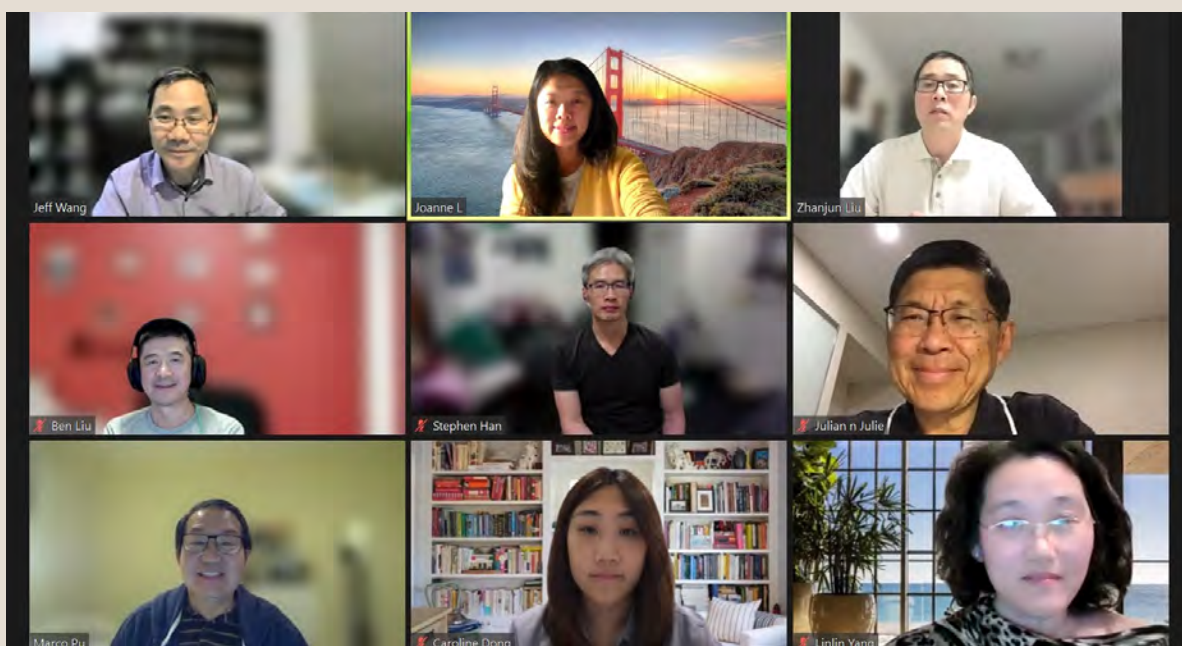 Jeff Wang
Joanne L
Zhanjun Liu
Ben Liu
Stephen Han
Julian n Julie
Marco Pu
Caroline Dong
Linlin Yang